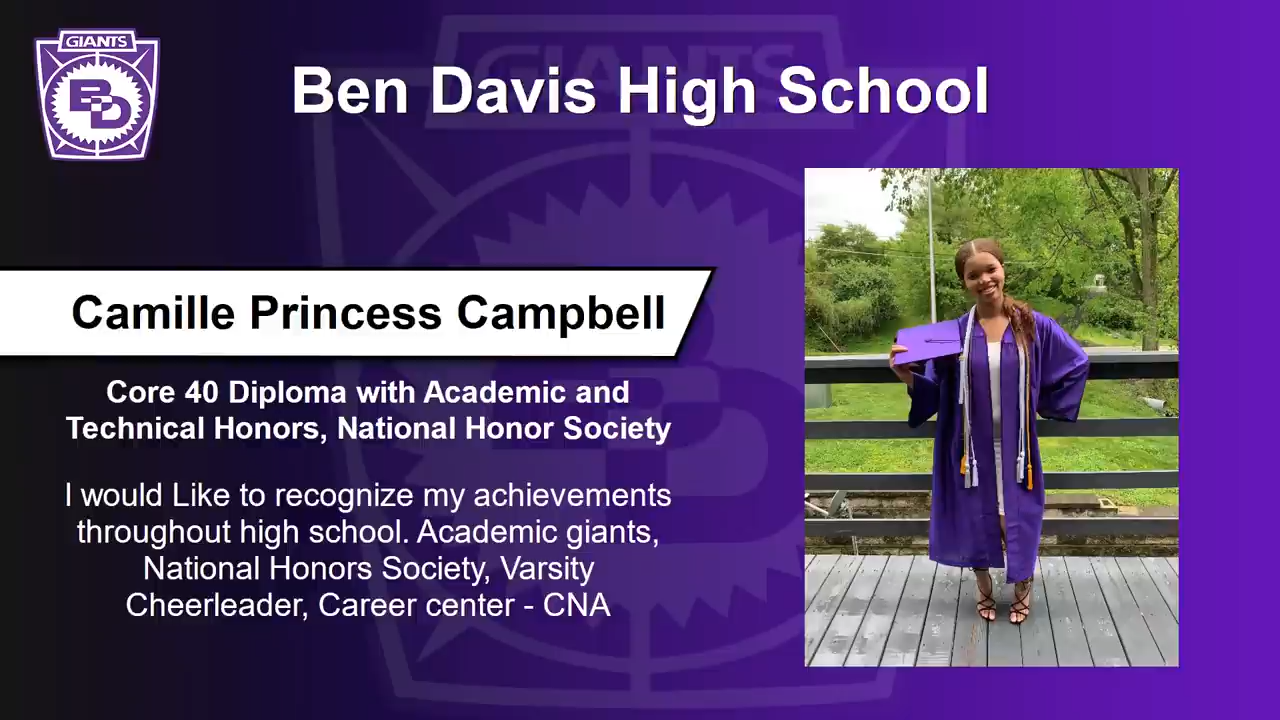 GIANTS
BD
Ben Davis High School
Camille Princess Campbell
Core 40 Diploma with Academic and
Technical Honors, National Honor Society
I would Like to recognize my achievements
throughout high school. Academic giants,
National Honors Society, Varsity
Cheerleader, Career center - CNA
GIANTS
BD